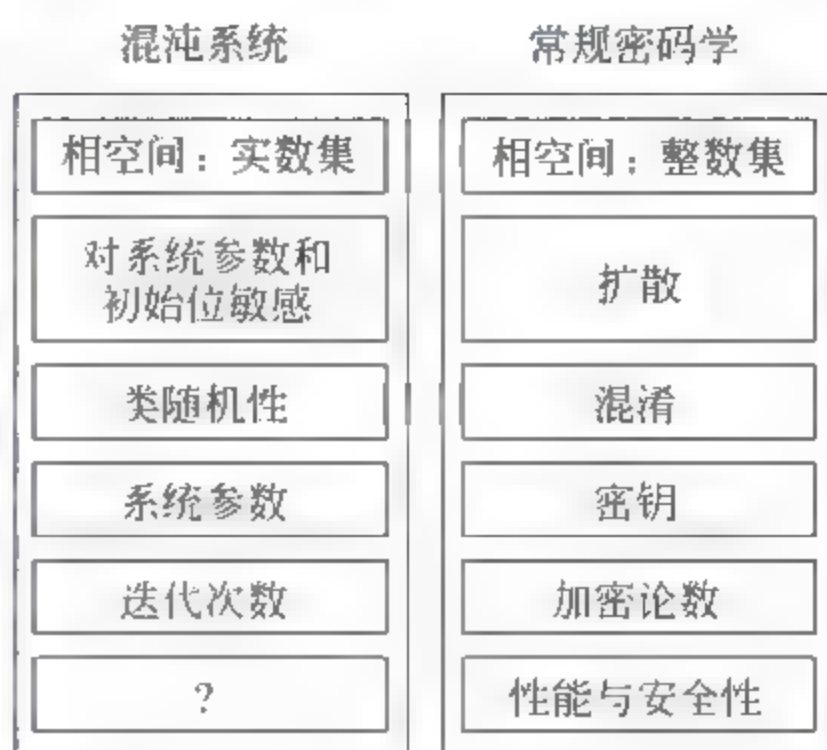 混沌系统
常规密码学
相空间：实数集
相空间：整数集
对系统参数和
初始位敏感
扩散
类随机性
混淆
系统参数
密钥
迭代次数
加密论数
?
性能与安全性